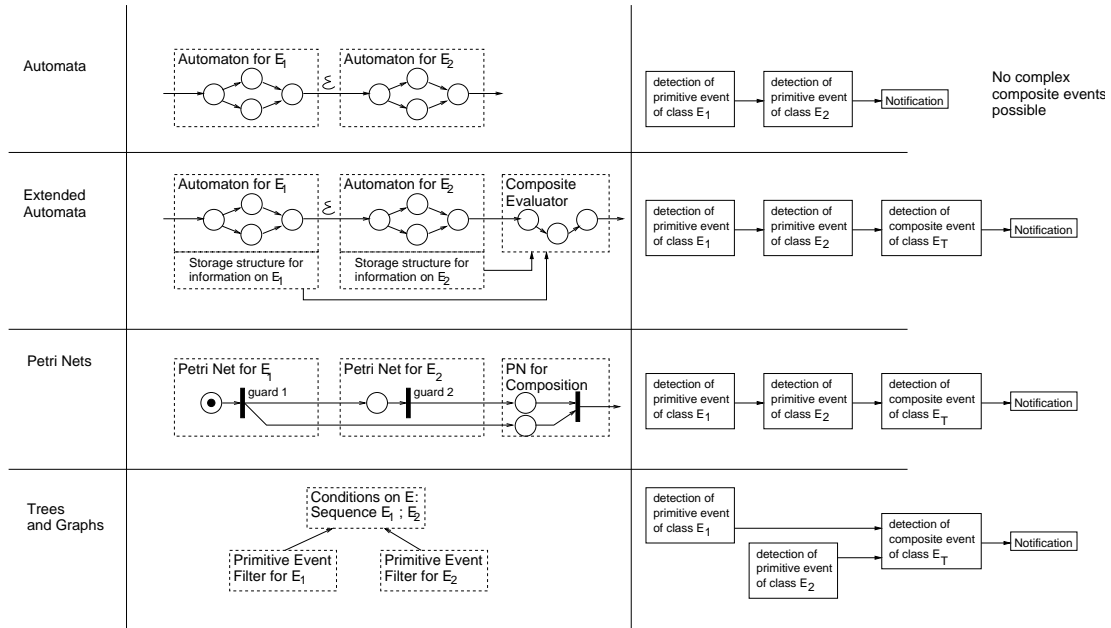 Automata
Automaton for E1
ε
Automaton for E2
detection of
primitive event
of class E1
detection of
primitive event
of class E2
Notification
No complex
composite events
possible
Extended
Automata
Automaton for E1
ε
Automaton for E2
Composite
Evaluator
Storage structure for
information on E1
Storage structure for
information on E2
detection of
primitive event
of class E1
detection of
primitive event
of class E2
detection of
composite event
of class ET
Notification
Petri Nets
Petri Net for E1
guard 1
Petri Net for E2
guard 2
PN for
Composition
detection of
primitive event
of class E1
detection of
primitive event
of class E2
detection of
composite event
of class ET
Notification
Trees
and Graphs
Conditions on E:
Sequence E1 ; E2
Primitive Event
Filter for E1
Primitive Event
Filter for E2
detection of
primitive event
of class E1
detection of
primitive event
of class E2
detection of
composite event
of class ET
Notification